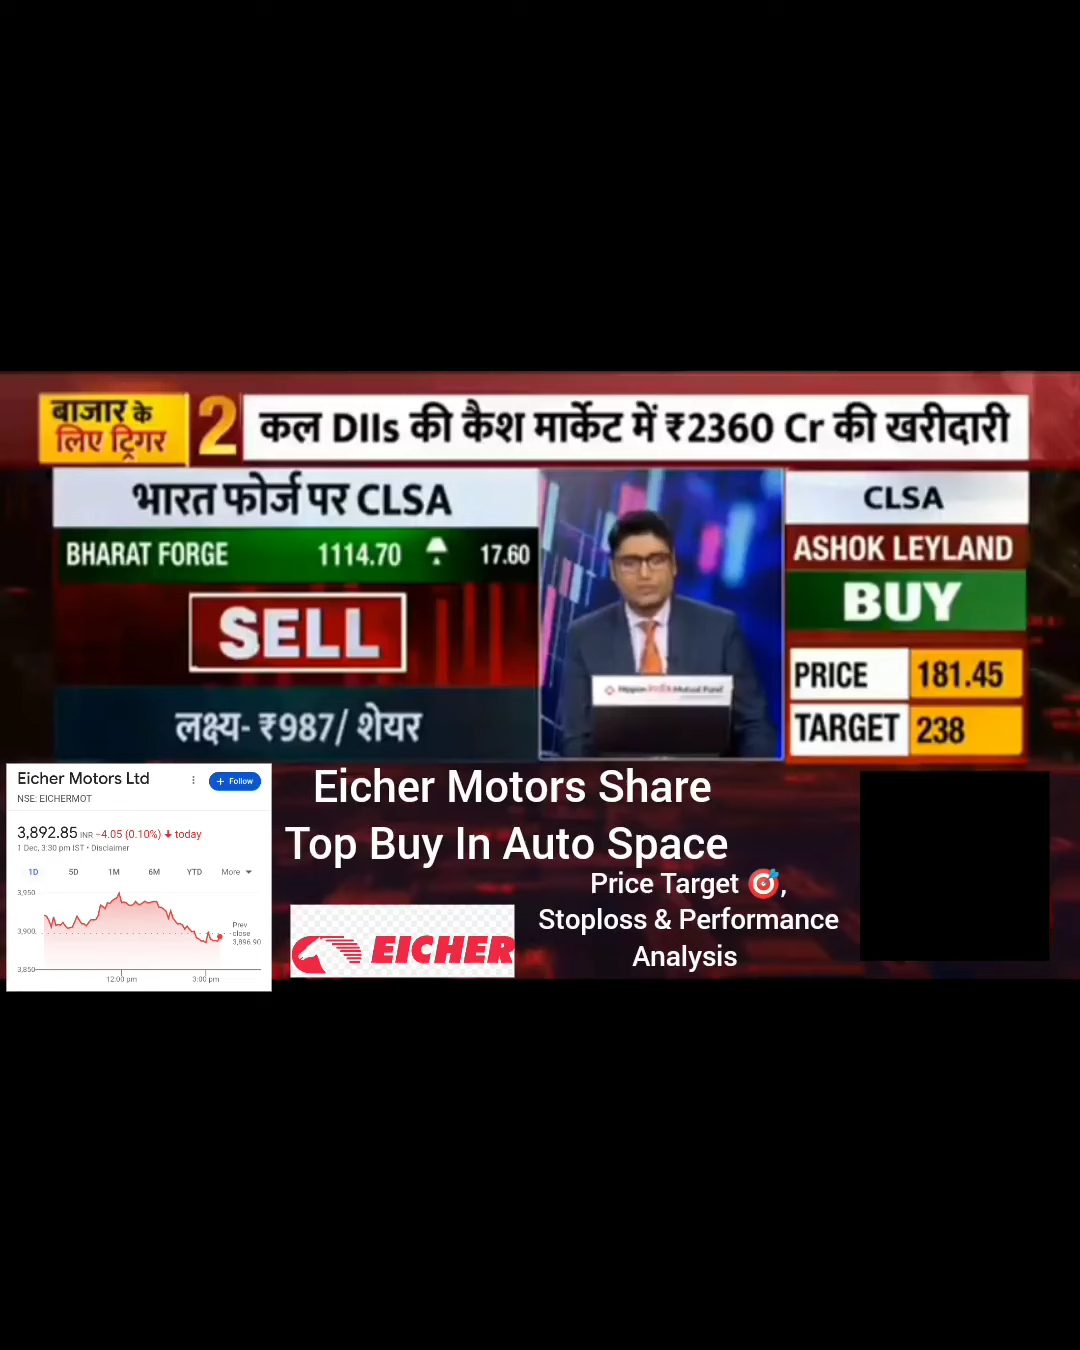 बाजार के
लिए ट्रिगर
2
कल DIIs की कैश मार्केट में ₹2360 Cr की खरीदारी
भारत फोर्ज पर CLSA
BHARAT FORGE 1114.70 17.60
SELL
लक्ष्य- ₹987/ शेयर
CLSA
ASHOK LEYLAND
BUY
PRICE 181.45
TARGET 238
Nippon India Mutual Fund
Eicher Motors Ltd
+ Follow
NSE: EICHERMOT
3,892.85 INR −4.05 (0.10%) ↓ today
1 Dec, 3:30 pm IST • Disclaimer
1D 5D 1M 6M YTD More
3,950
3,900
3,850
Prev
close
3,896.90
12:00 pm 3:00 pm
Eicher Motors Share
Top Buy In Auto Space
Price Target 🎯,
Stoploss & Performance
Analysis
EICHER